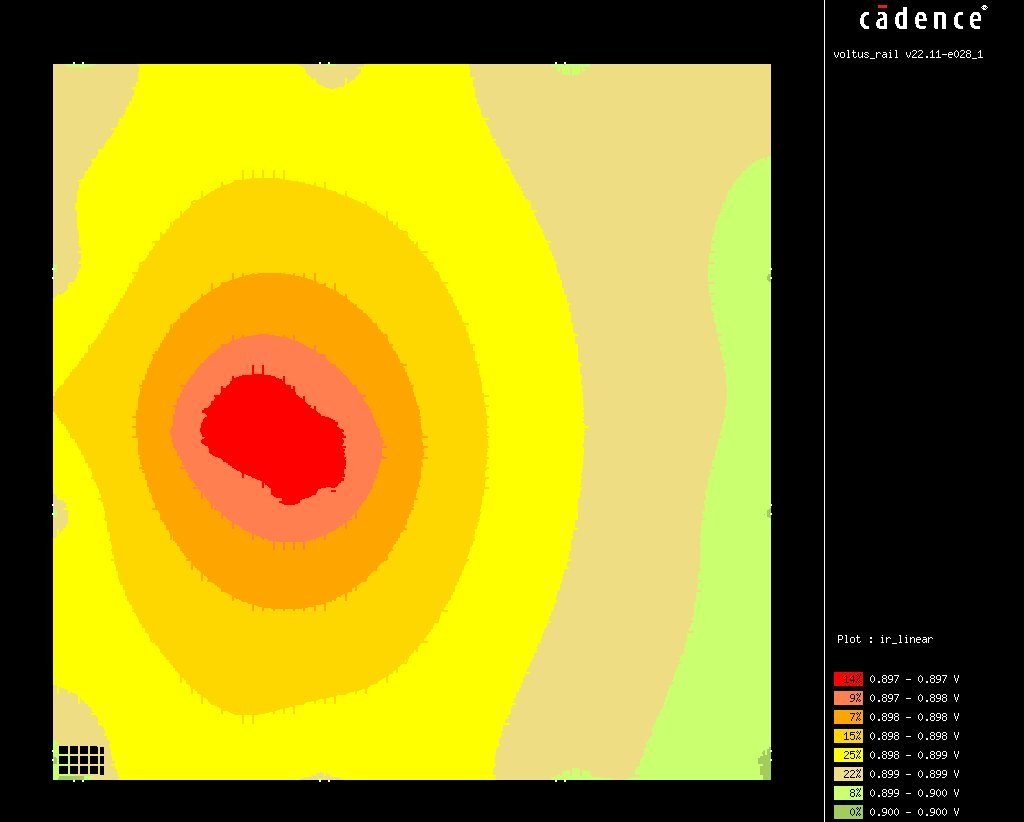 cādence®
voltus_rail v22.11-e028_1
Plot : ir_linear
14% 0.897 - 0.897 V
9% 0.897 - 0.898 V
7% 0.898 - 0.898 V
15% 0.898 - 0.898 V
25% 0.898 - 0.899 V
22% 0.899 - 0.899 V
8% 0.899 - 0.900 V
0% 0.900 - 0.900 V